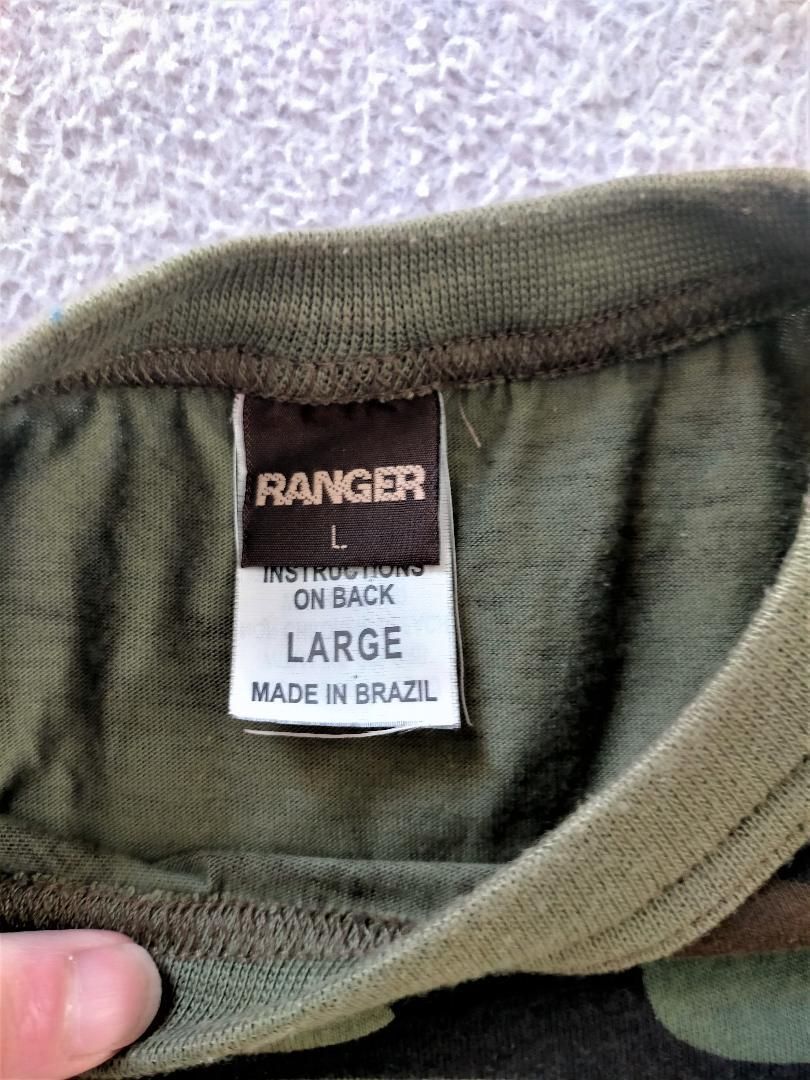 RANGER
L
INSTRUCTIONS
ON BACK
LARGE
MADE IN BRAZIL